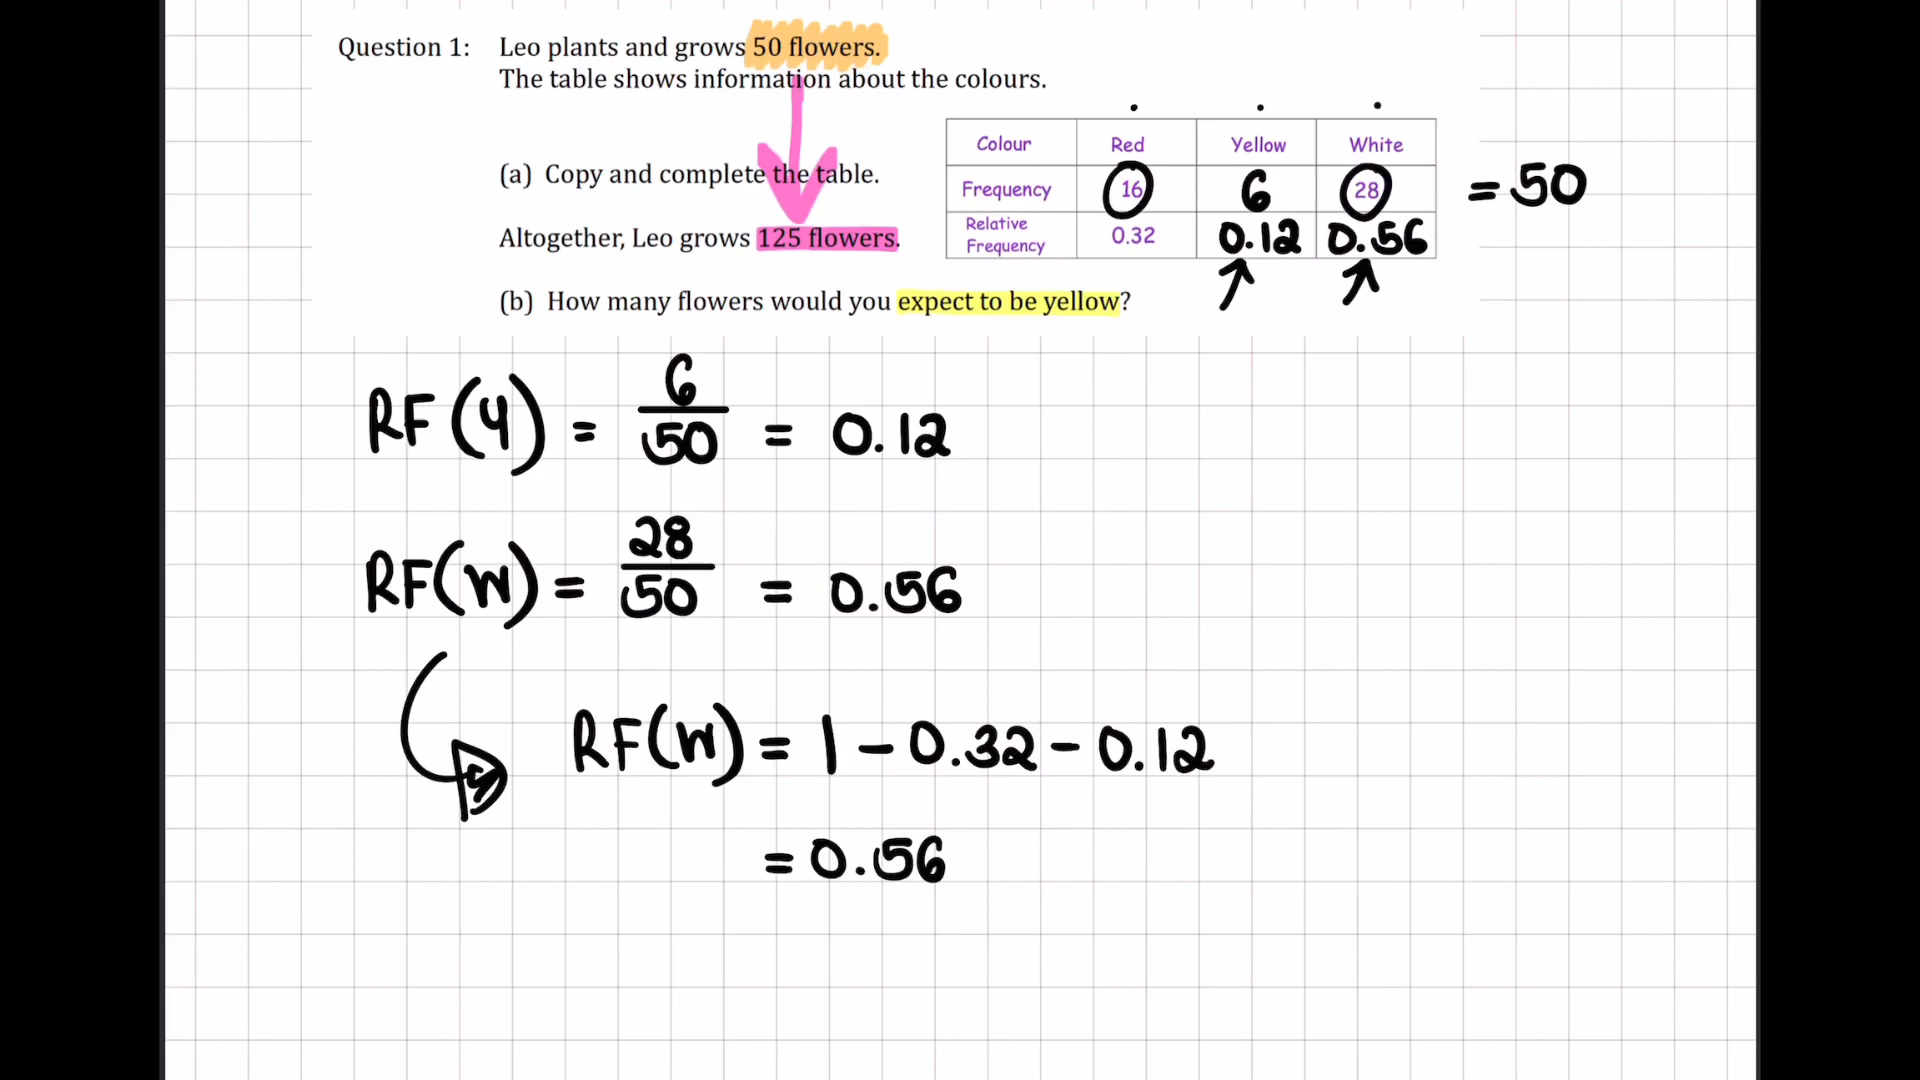 Question 1: Leo plants and grows 50 flowers.
The table shows information about the colours.
Colour Red Yellow White
(a) Copy and complete the table.
Frequency 16 6 28 = 50
Relative Frequency 0.32 0.12 0.56
Altogether, Leo grows 125 flowers.
(b) How many flowers would you expect to be yellow?
RF(Y) = 6/50 = 0.12
RF(W) = 28/50 = 0.56
RF(W) = 1 - 0.32 - 0.12
= 0.56